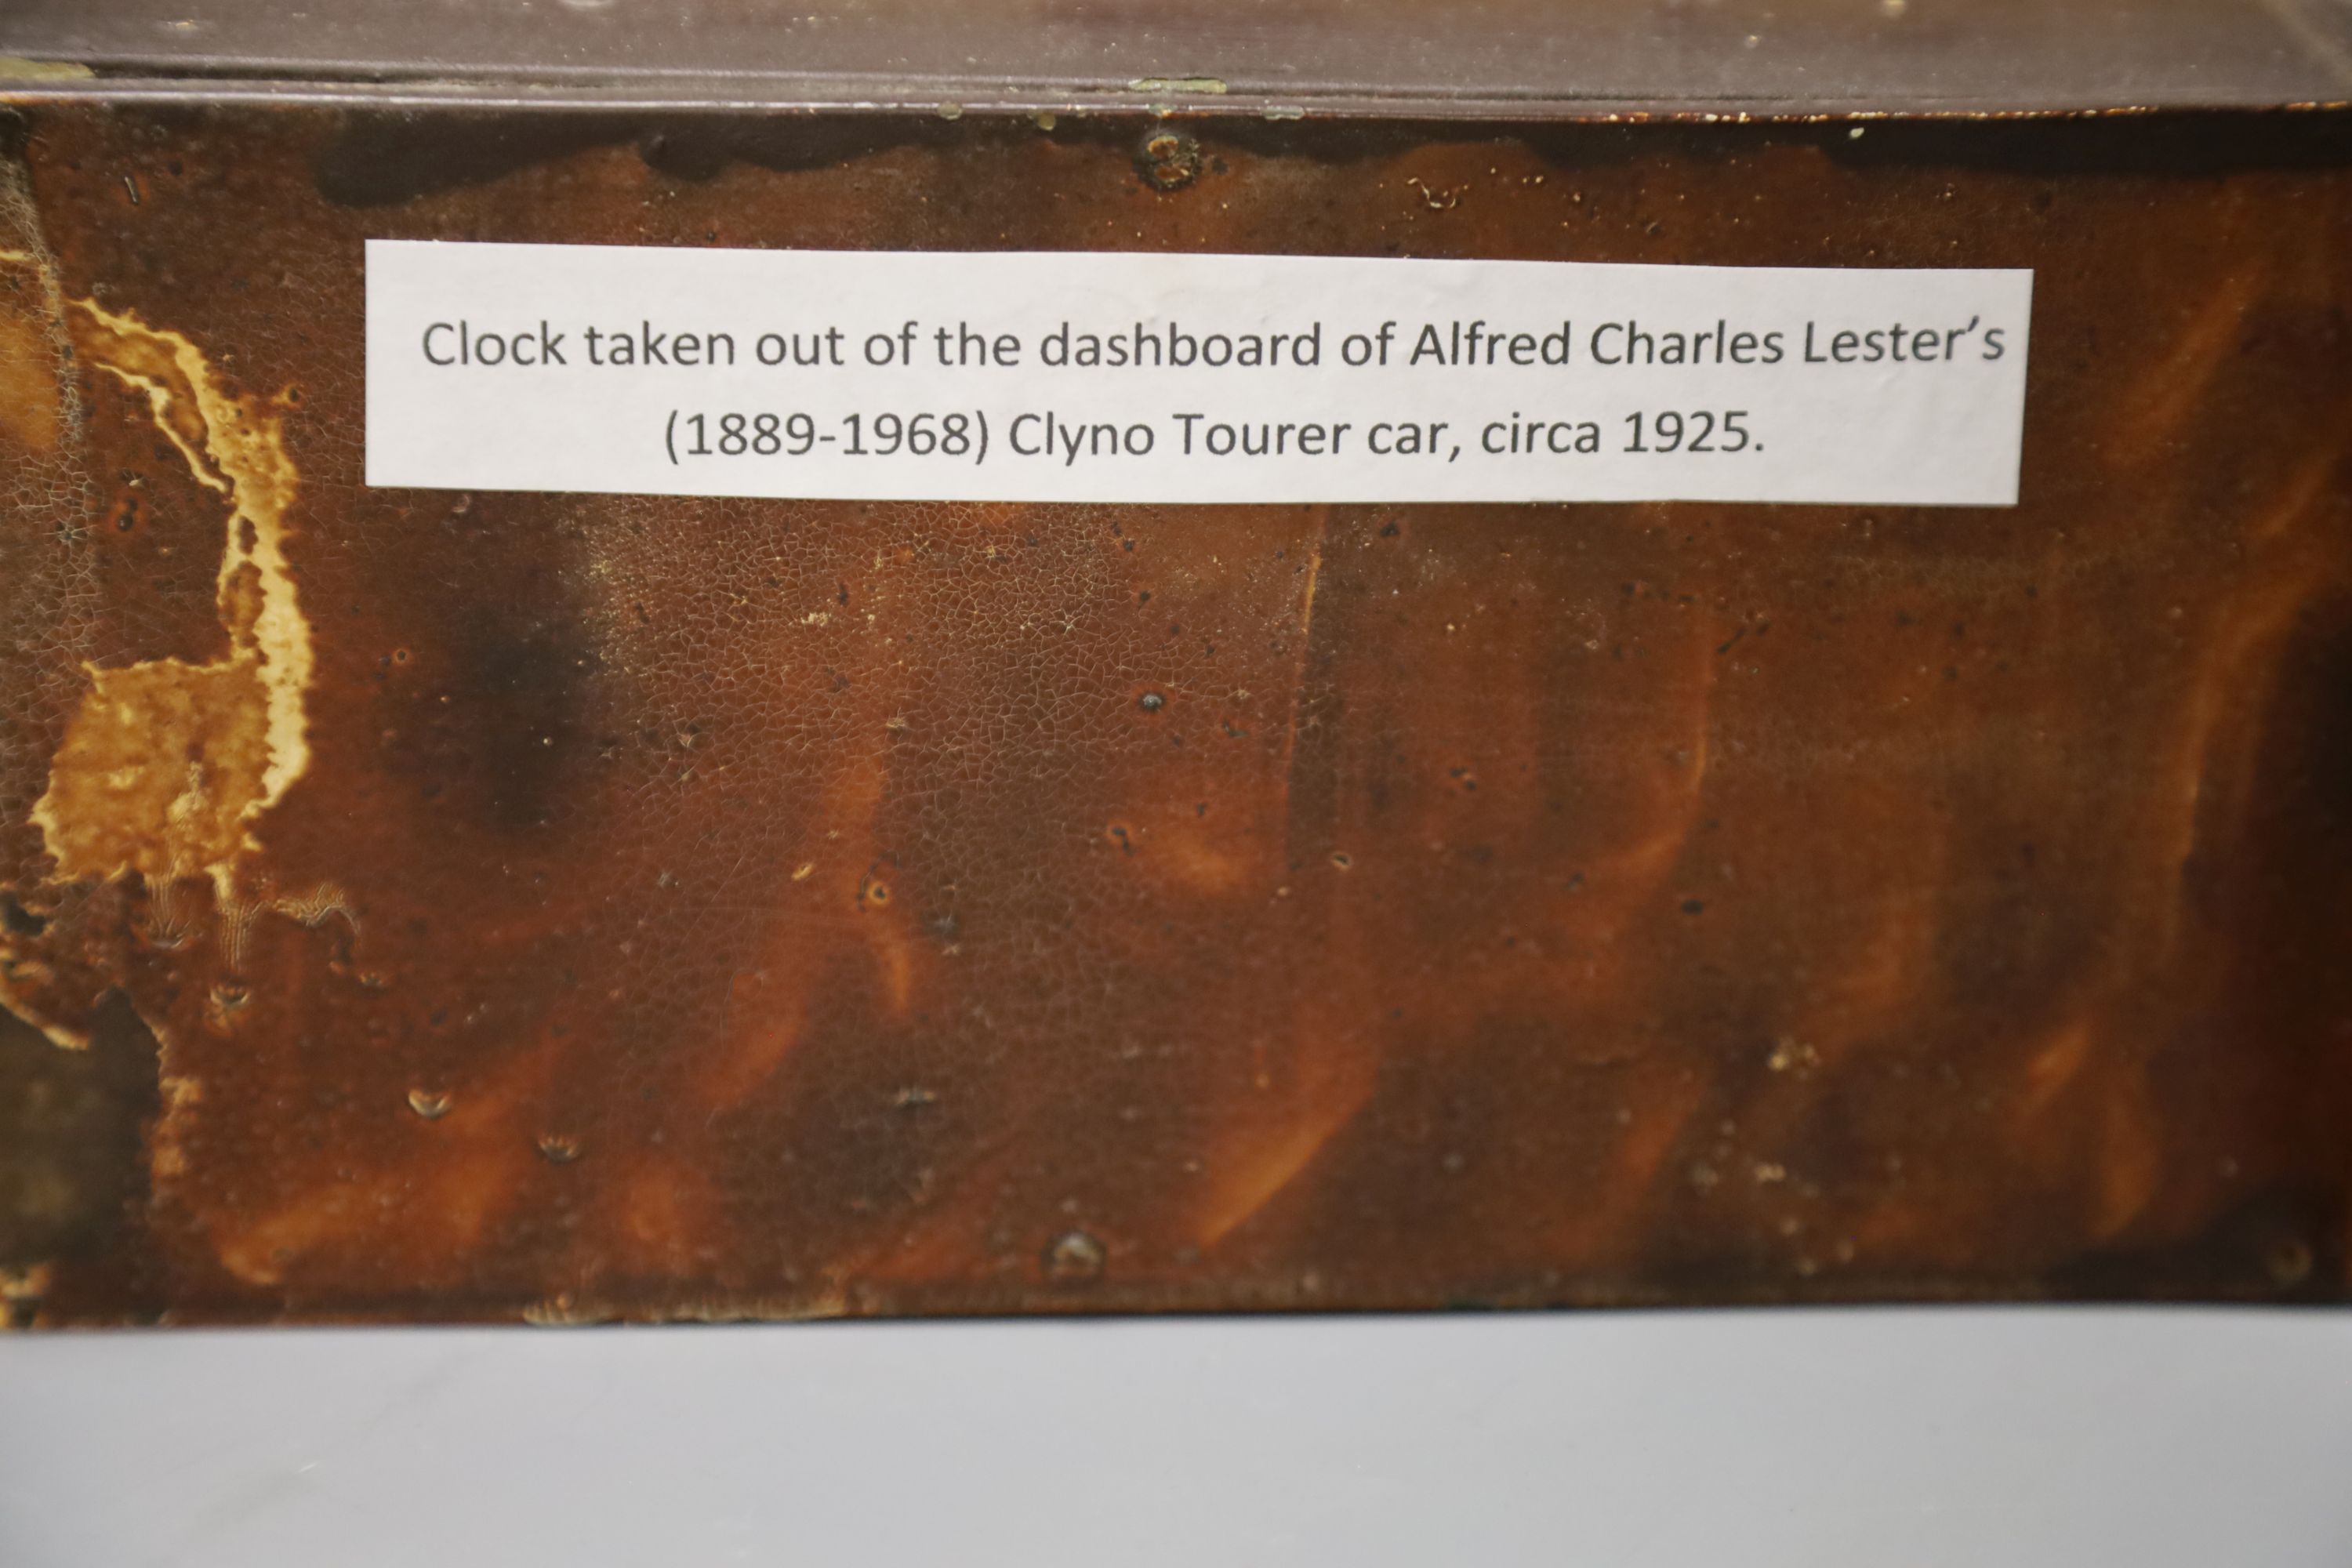 Clock taken out of the dashboard of Alfred Charles Lester’s
(1889-1968) Clyno Tourer car, circa 1925.